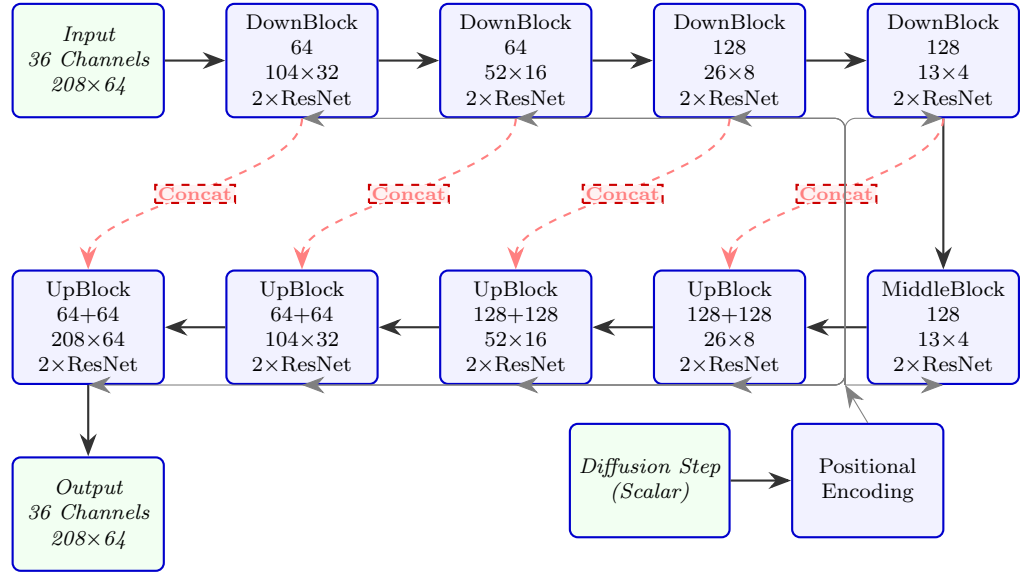 Input
36 Channels
208×64
DownBlock
64
104×32
2×ResNet
DownBlock
64
52×16
2×ResNet
DownBlock
128
26×8
2×ResNet
DownBlock
128
13×4
2×ResNet
Concat
Concat
Concat
Concat
UpBlock
64+64
208×64
2×ResNet
UpBlock
64+64
104×32
2×ResNet
UpBlock
128+128
52×16
2×ResNet
UpBlock
128+128
26×8
2×ResNet
MiddleBlock
128
13×4
2×ResNet
Output
36 Channels
208×64
Diffusion Step
(Scalar)
Positional
Encoding